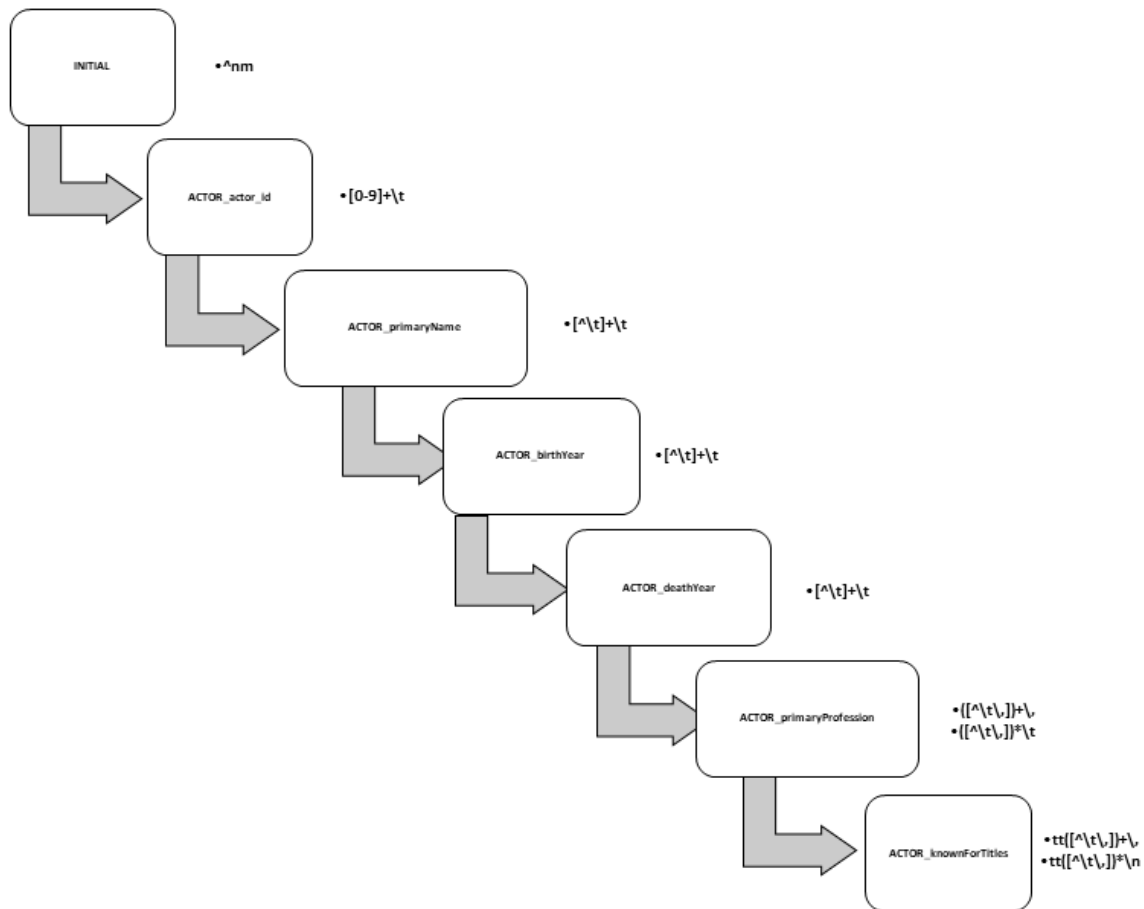 INITIAL
•^nm
ACTOR_actor_id
•[0-9]+\t
ACTOR_primaryName
•[^\t]+\t
ACTOR_birthYear
•[^\t]+\t
ACTOR_deathYear
•[^\t]+\t
ACTOR_primaryProfession
•([^\t\,])+\,
•([^\t\,])*\t
ACTOR_knownForTitles
•tt([^\t\,])+\,
•tt([^\t\,])*\n